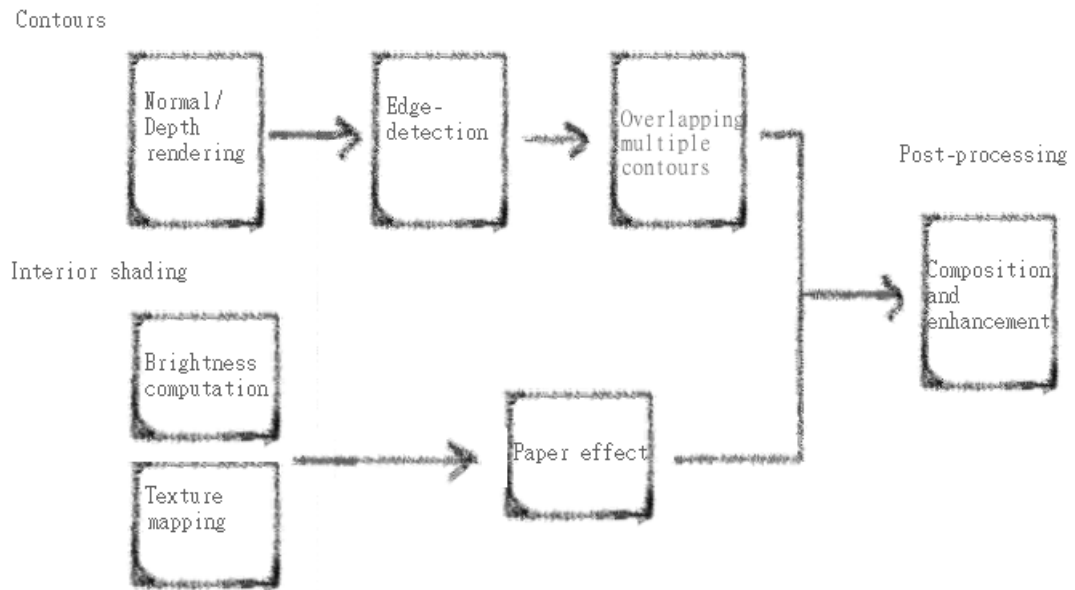 Contours
Normal/
Depth
rendering
Edge-
detection
Overlapping
multiple
contours
Post-processing
Composition
and
enhancement
Interior shading
Brightness
computation
Paper effect
Texture
mapping